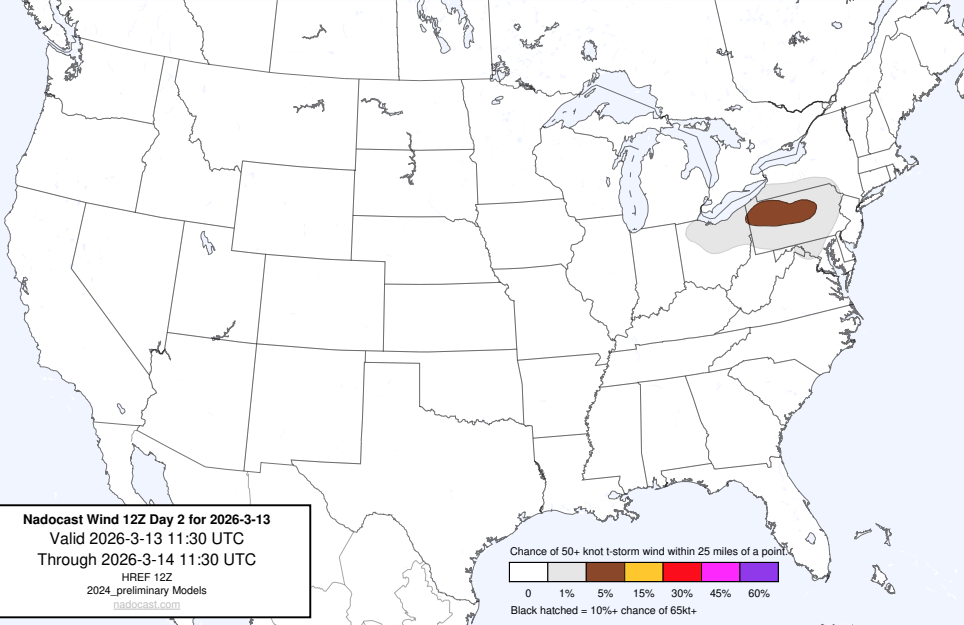 Nadocast Wind 12Z Day 2 for 2026-3-13
Valid 2026-3-13 11:30 UTC
Through 2026-3-14 11:30 UTC
HREF 12Z
2024_preliminary Models
nadocast.com
Chance of 50+ knot t-storm wind within 25 miles of a point.
0 1% 5% 15% 30% 45% 60%
Black hatched = 10%+ chance of 65kt+